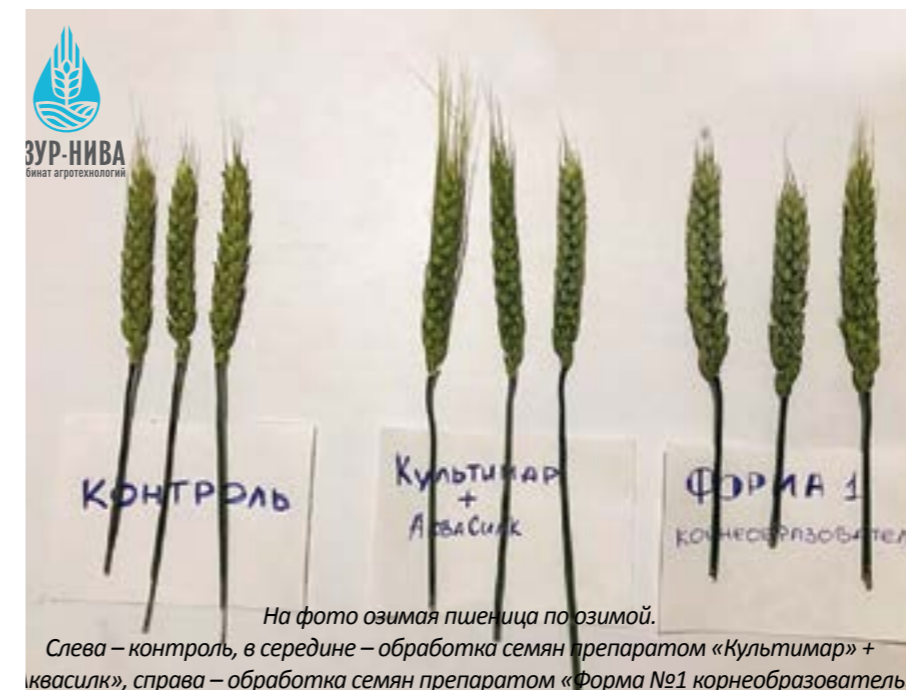 ЗУР-НИВА
бинат агротехнологий
КОНТРОЛЬ
Культимар
+
АкваСилк
ФОРМА 1
корнеобразовател
На фото озимая пшеница по озимой.
Слева – контроль, в середине – обработка семян препаратом «Культимар» +
квасилк», справа – обработка семян препаратом «Форма №1 корнеобразователь